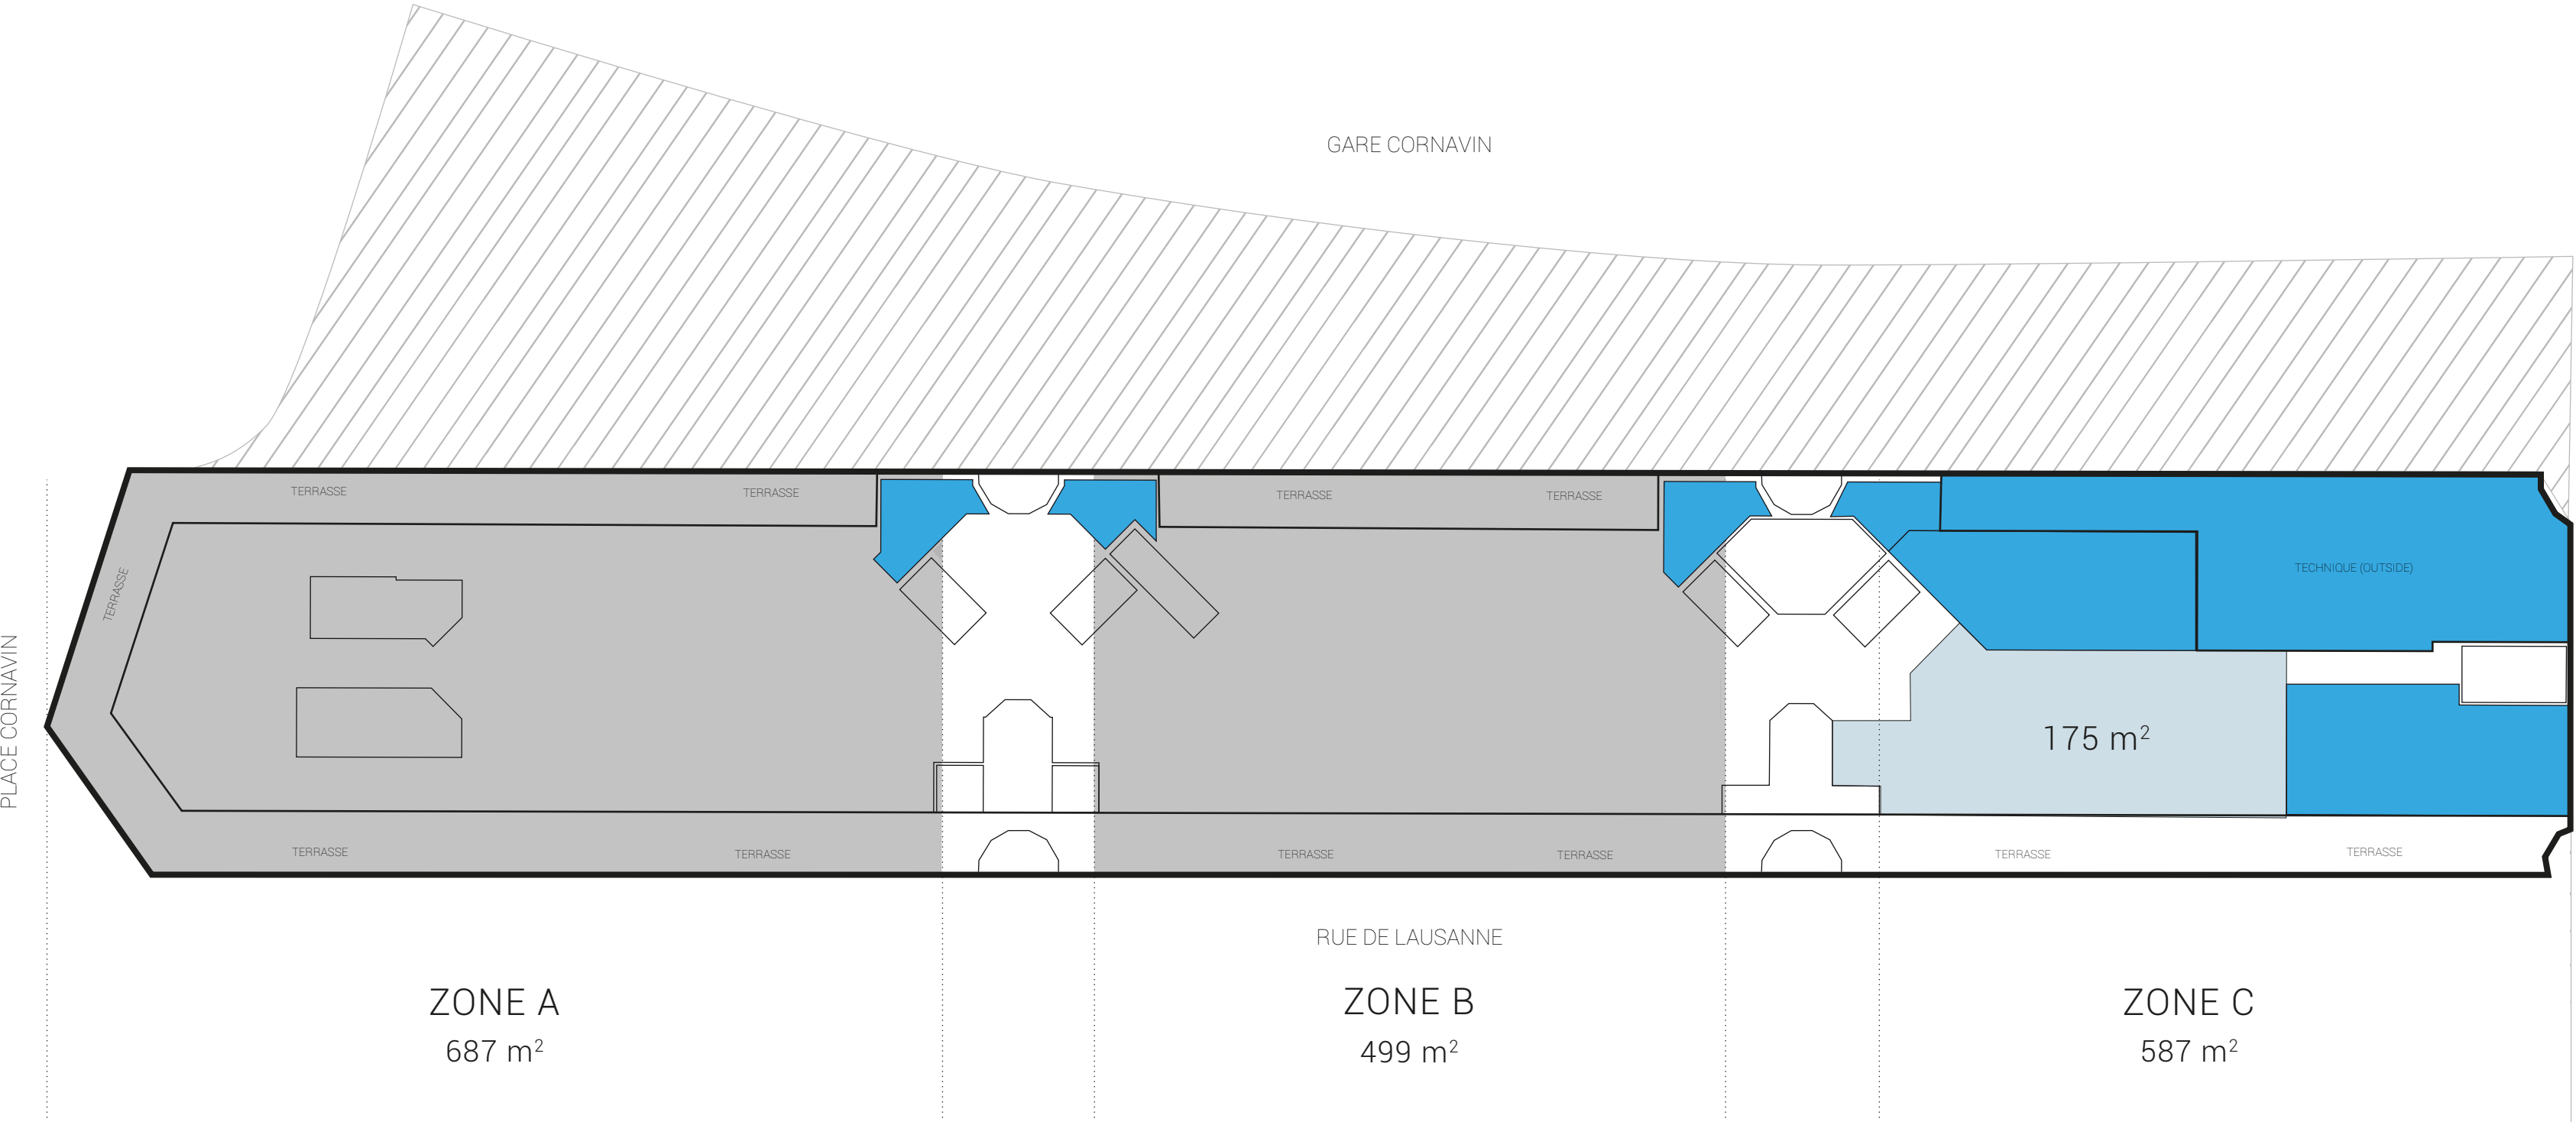 GARE CORNAVIN
TERRASSE
TERRASSE
TERRASSE
TERRASSE
TERRASSE
TECHNIQUE (OUTSIDE)
PLACE CORNAVIN
175 m²
TERRASSE
TERRASSE
TERRASSE
TERRASSE
TERRASSE
TERRASSE
RUE DE LAUSANNE
ZONE A
687 m²
ZONE B
499 m²
ZONE C
587 m²